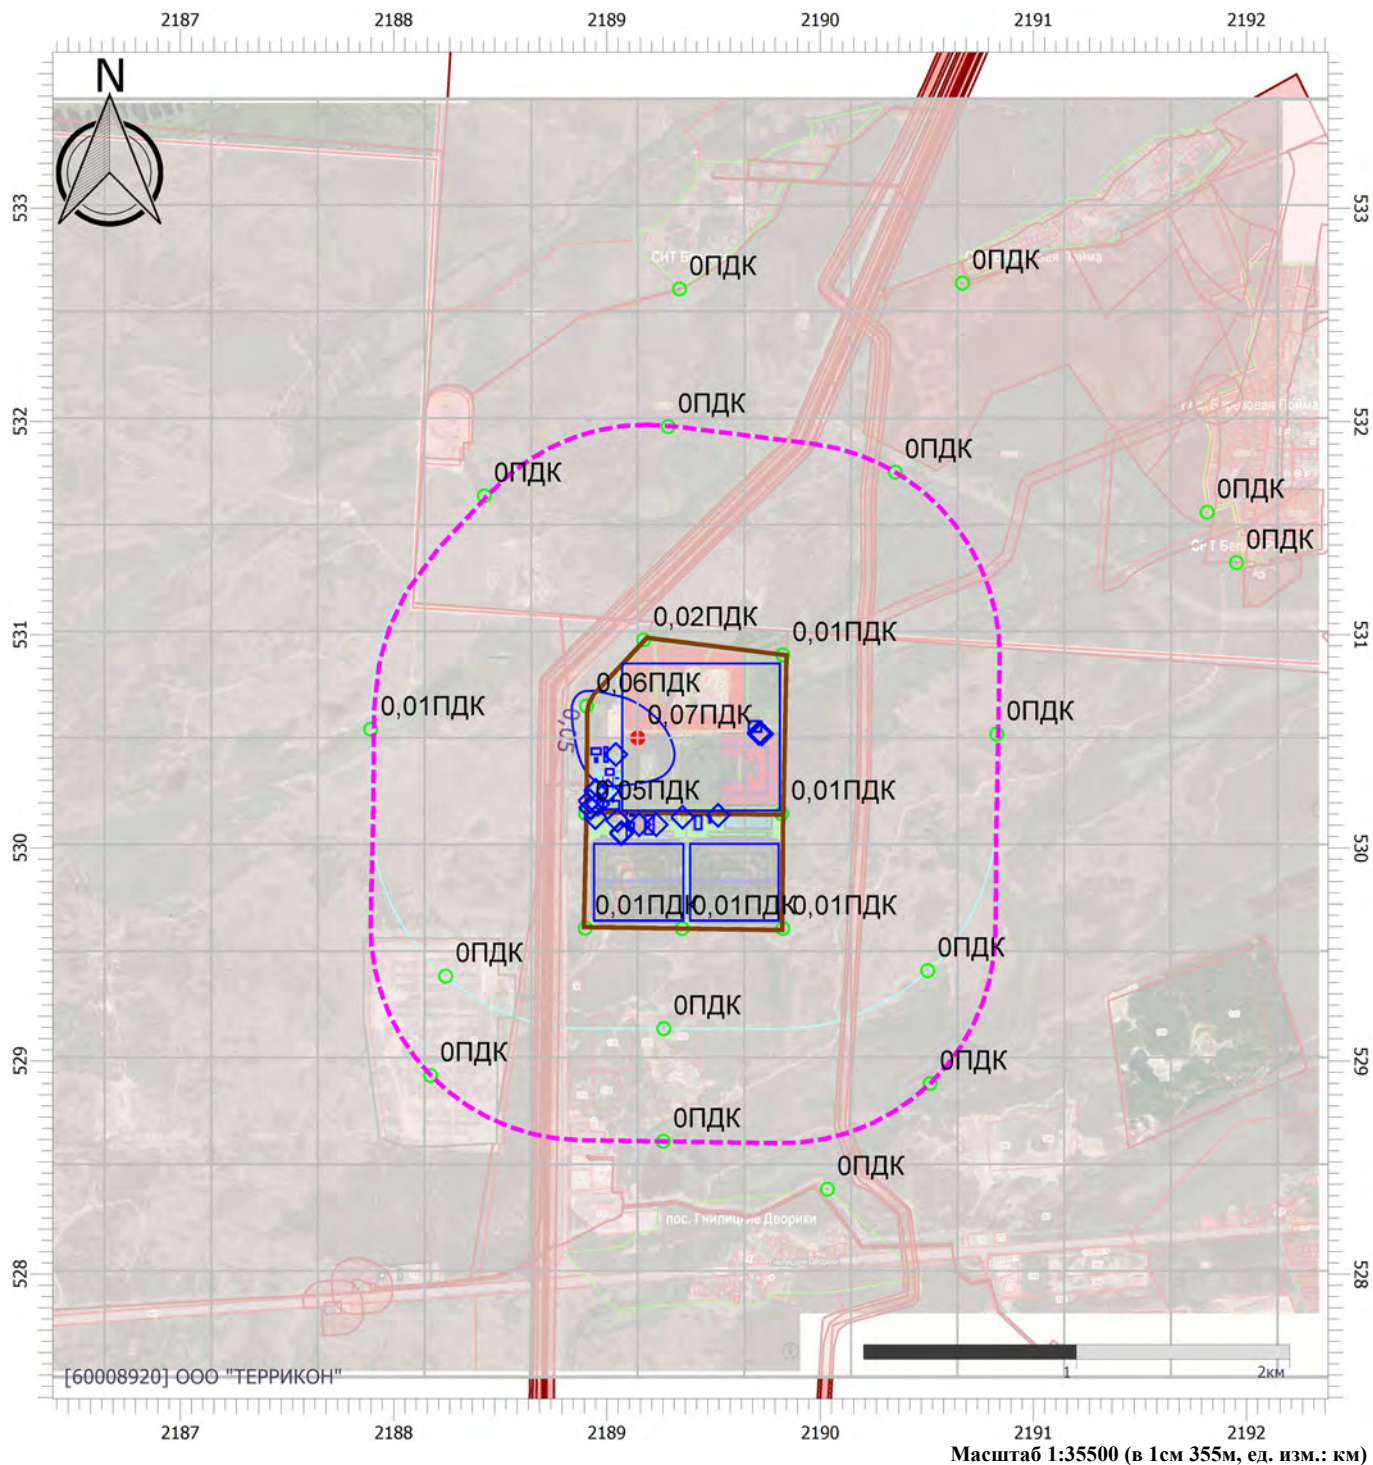 2187 2188 2189 2190 2191 2192
N
533 533
0ПДК 0ПДК
532 532
0ПДК
0ПДК
0ПДК
0ПДК
0ПДК
531 531
0,02ПДК
0,01ПДК
0,06ПДК
0,01ПДК
0,07ПДК
0ПДК
0,05
0,05ПДК 0,01ПДК
530 530
0,01ПДК 0,01ПДК 0,01ПДК
0ПДК 0ПДК
0ПДК
529 529
0ПДК
0ПДК
0ПДК
0ПДК
пос. Гнилицкие Дворики
528 528
1 2км
[60008920] ООО "ТЕРРИКОН"
2187 2188 2189 2190 2191 2192
Масштаб 1:35500 (в 1см 355м, ед. изм.: км)